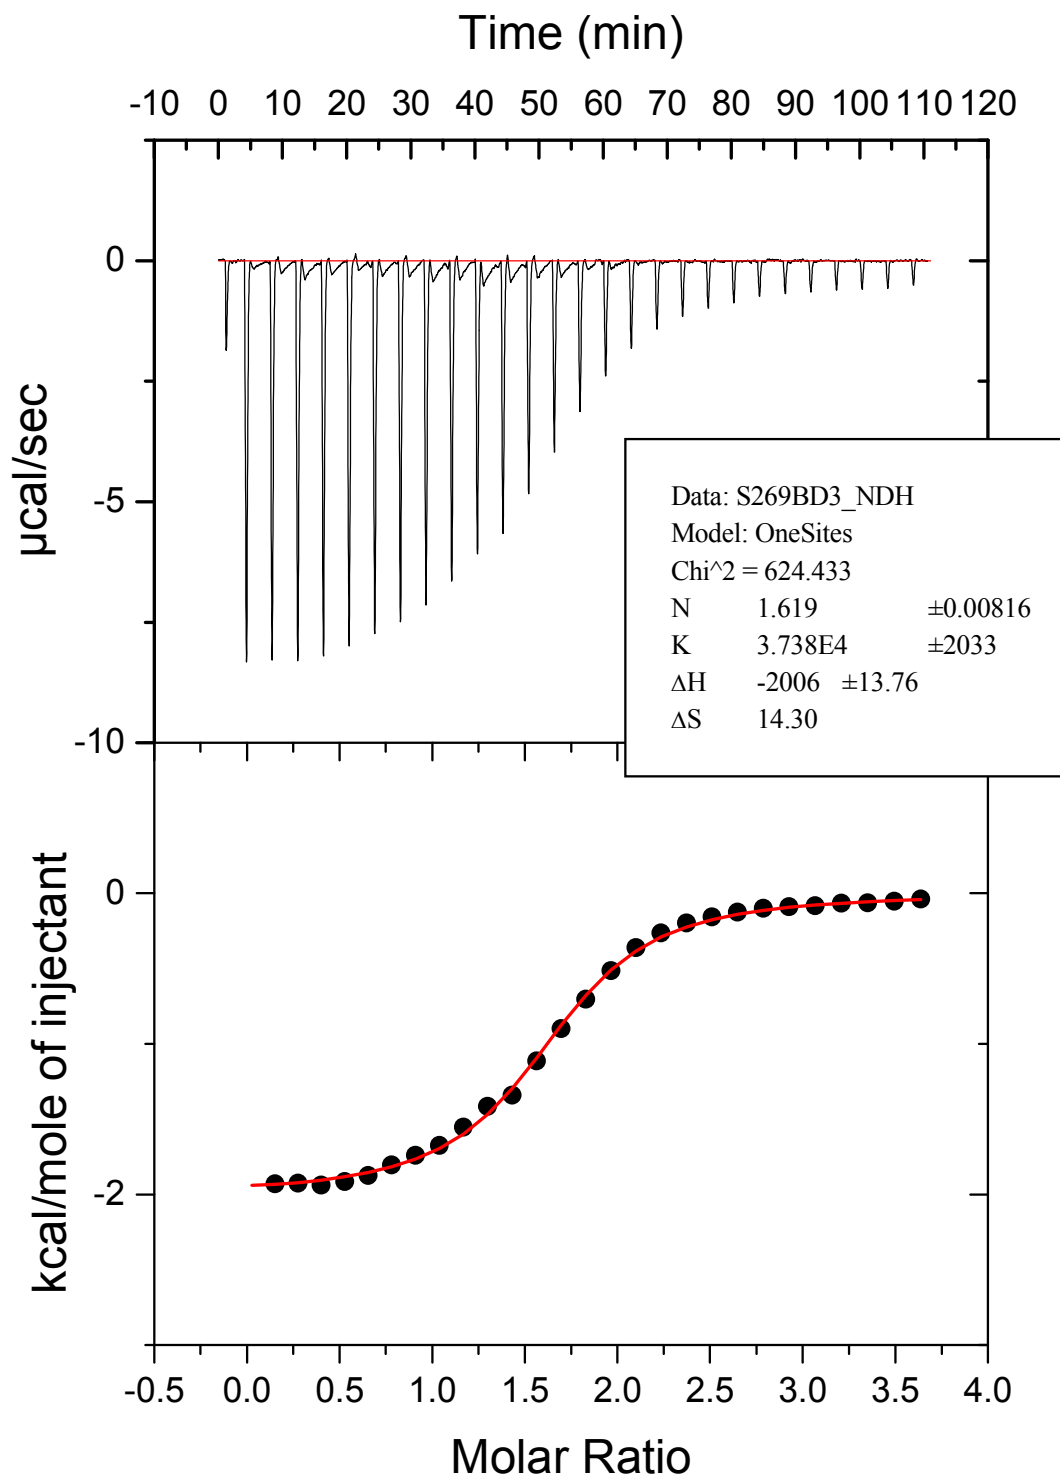 Time (min)
-10 0 10 20 30 40 50 60 70 80 90 100 110 120
0
-5
-10
µcal/sec
Data: S269BD3_NDH
Model: OneSites
Chi^2 = 624.433
N 1.619 ±0.00816
K 3.738E4 ±2033
ΔH -2006 ±13.76
ΔS 14.30
0
-2
kcal/mole of injectant
-0.5 0.0 0.5 1.0 1.5 2.0 2.5 3.0 3.5 4.0
Molar Ratio